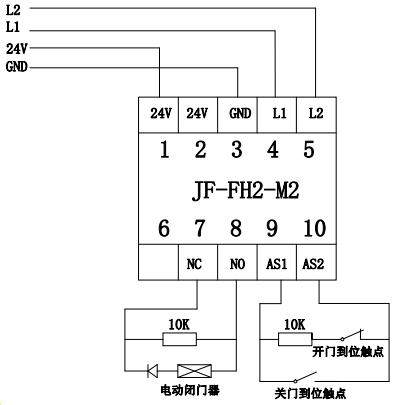 L2
L1
24V
GND
24V 24V GND L1 L2
1 2 3 4 5
JF-FH2-M2
6 7 8 9 10
NC NO AS1 AS2
10K 10K
开门到位触点
电动闭门器 关门到位触点